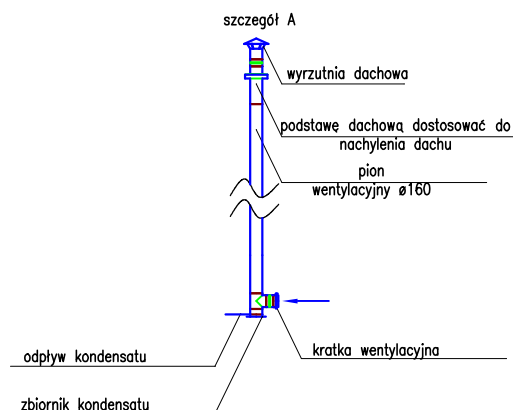 szczegół A
wyrzutnia dachowa
podstawę dachową dostosować do
nachylenia dachu
pion
wentylacyjny ø160
odpływ kondensatu
kratka wentylacyjna
zbiornik kondensatu